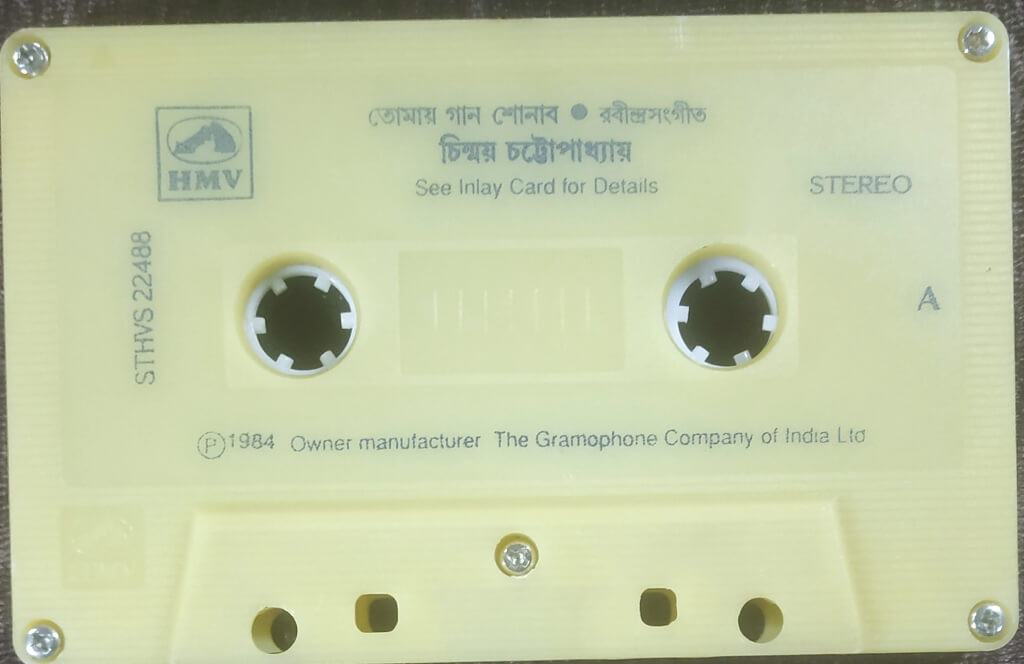 তোমায় গান শোনাব ● রবীন্দ্রসংগীত
চিন্ময় চট্টোপাধ্যায়
See Inlay Card for Details
HMV
STEREO
STHVS 22488
A
Ⓟ1984 Owner manufacturer The Gramophone Company of India Ltd